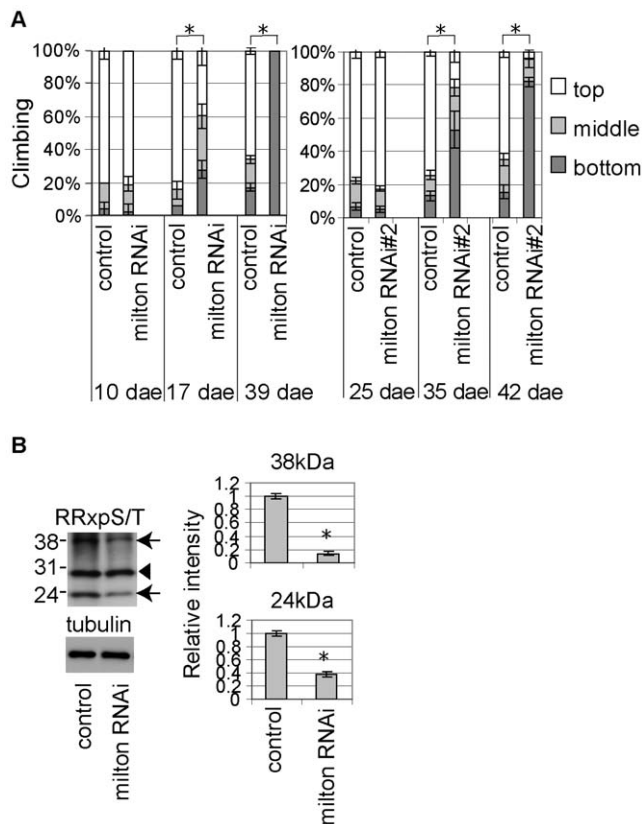 A
* * * *
Climbing
100%
80%
60%
40%
20%
0%
control
milton RNAi
control
milton RNAi
control
milton RNAi
10 dae 17 dae 39 dae
100%
80%
60%
40%
20%
0%
control
milton RNAi#2
control
milton RNAi#2
control
milton RNAi#2
25 dae 35 dae 42 dae
top
middle
bottom
B
RRxpS/T
38
31
24
tubulin
control
milton RNAi
Relative intensity
38kDa
1.2
1
0.8
0.6
0.4
0.2
0
*
24kDa
1.2
1
0.8
0.6
0.4
0.2
0
*
control
milton RNAi